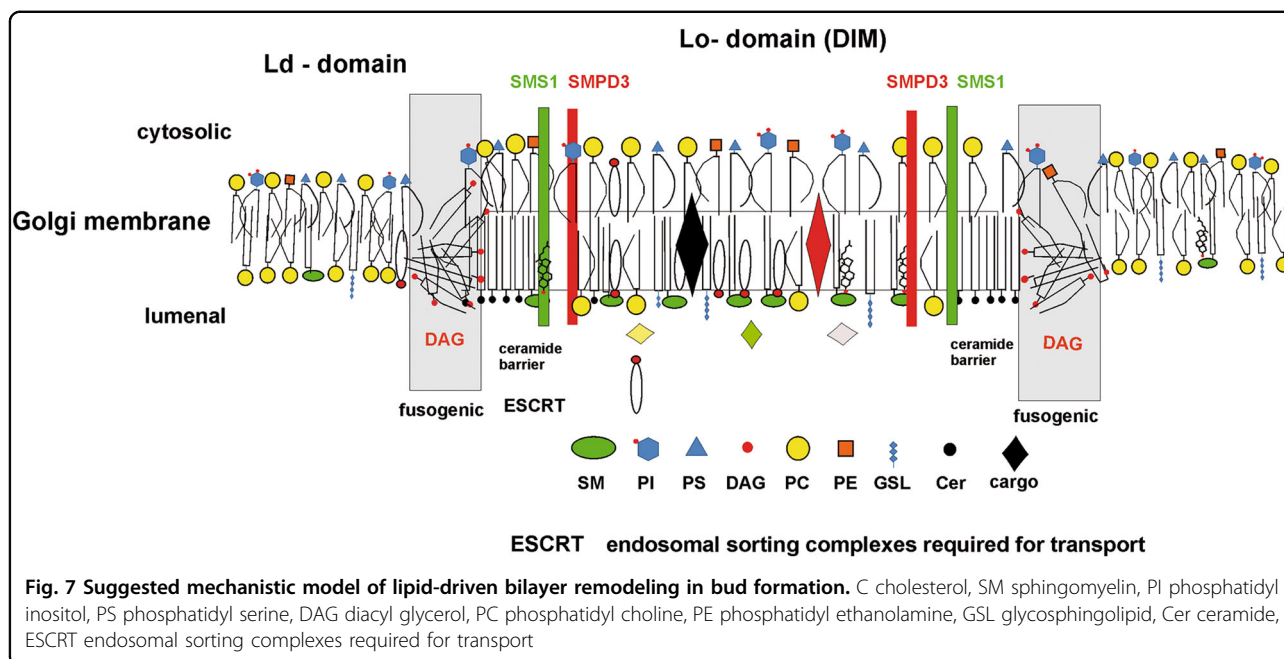 Lo- domain (DIM)
Ld - domain
SMS1 SMPD3 SMPD3 SMS1
cytosolic
Golgi membrane
lumenal
DAG ceramide barrier ceramide barrier DAG
fusogenic ESCRT fusogenic
SM PI PS DAG PC PE GSL Cer cargo
ESCRT endosomal sorting complexes required for transport
Fig. 7 Suggested mechanistic model of lipid-driven bilayer remodeling in bud formation. C cholesterol, SM sphingomyelin, PI phosphatidyl
inositol, PS phosphatidyl serine, DAG diacyl glycerol, PC phosphatidyl choline, PE phosphatidyl ethanolamine, GSL glycosphingolipid, Cer ceramide,
ESCRT endosomal sorting complexes required for transport